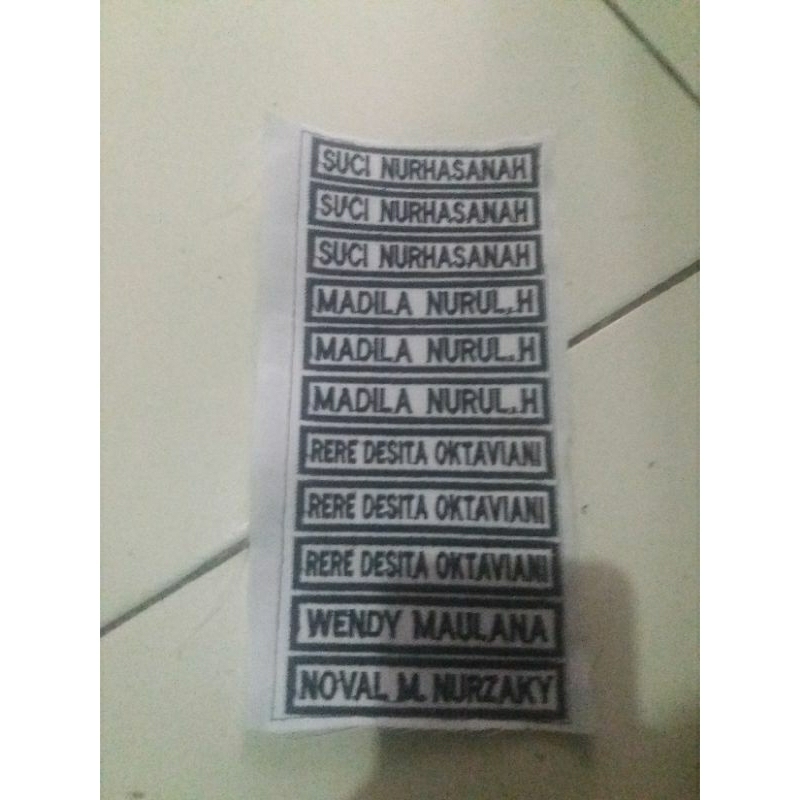 SUCI NURHASANAH
SUCI NURHASANAH
SUCI NURHASANAH
MADILA NURUL.H
MADILA NURUL.H
MADILA NURUL.H
RERE DESITA OKTAVIANI
RERE DESITA OKTAVIANI
RERE DESITA OKTAVIANI
WENDY MAULANA
NOVAL M. NURZAKY